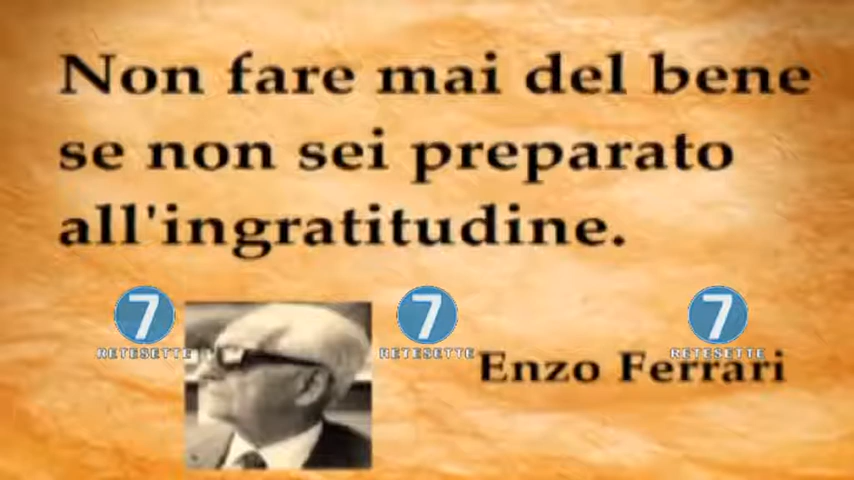 Non fare mai del bene
se non sei preparato
all'ingratitudine.
7 7 7
RETESETTE RETESETTE RETESETTE
Enzo Ferrari